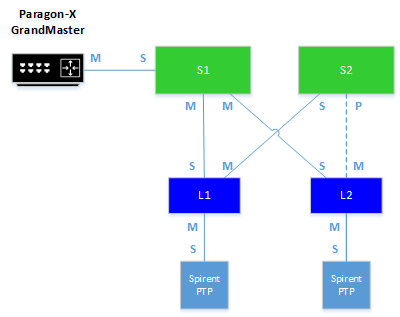 Paragon-X
GrandMaster
M S
S1
S2
M M
S P
S M
S M
L1
L2
M
M
S
S
Spirent
PTP
Spirent
PTP